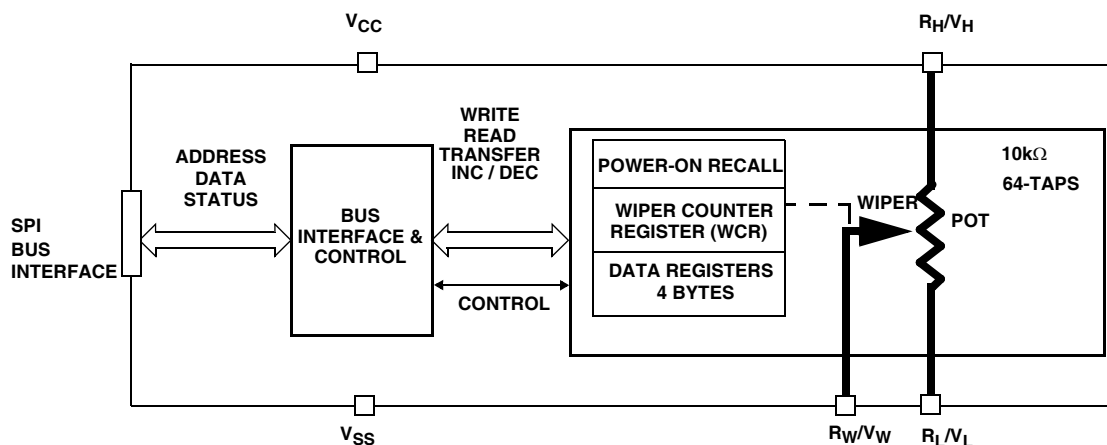 VCC
RH/VH
WRITE
READ
TRANSFER
INC / DEC
ADDRESS
DATA
STATUS
SPI
BUS
INTERFACE
BUS
INTERFACE &
CONTROL
CONTROL
POWER-ON RECALL
WIPER COUNTER
REGISTER (WCR)
DATA REGISTERS
4 BYTES
10kΩ
64-TAPS
WIPER
POT
VSS
RW/VW
RL/VL